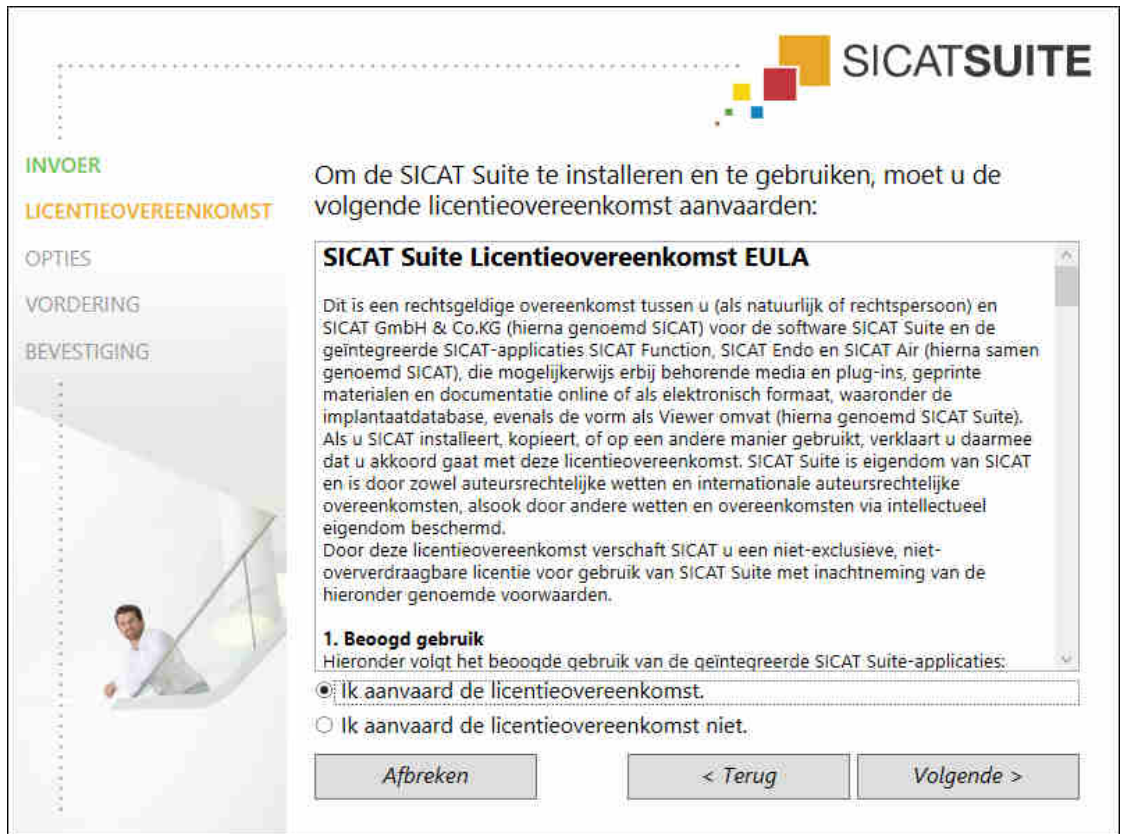 SICATSUITE
INVOER
LICENTIEOVEREENKOMST
OPTIES
VORDERING
BEVESTIGING
Om de SICAT Suite te installeren en te gebruiken, moet u de
volgende licentieovereenkomst aanvaarden:
SICAT Suite Licentieovereenkomst EULA
Dit is een rechtsgeldige overeenkomst tussen u (als natuurlijk of rechtspersoon) en
SICAT GmbH & Co.KG (hierna genoemd SICAT) voor de software SICAT Suite en de
geïntegreerde SICAT-applicaties SICAT Function, SICAT Endo en SICAT Air (hierna samen
genoemd SICAT), die mogelijkerwijs erbij behorende media en plug-ins, geprinte
materialen en documentatie online of als elektronisch formaat, waaronder de
implantaatdatabase, evenals de vorm als Viewer omvat (hierna genoemd SICAT Suite).
Als u SICAT installeert, kopieert, of op een andere manier gebruikt, verklaart u daarmee
dat u akkoord gaat met deze licentieovereenkomst. SICAT Suite is eigendom van SICAT
en is door zowel auteursrechtelijke wetten en internationale auteursrechtelijke
overeenkomsten, alsook door andere wetten en overeenkomsten via intellectueel
eigendom beschermd.
Door deze licentieovereenkomst verschaft SICAT u een niet-exclusieve, niet-
oververdraagbare licentie voor gebruik van SICAT Suite met inachtneming van de
hieronder genoemde voorwaarden.
1. Beoogd gebruik
Hieronder volgt het beoogde gebruik van de geïntegreerde SICAT Suite-applicaties:
Ik aanvaard de licentieovereenkomst.
Ik aanvaard de licentieovereenkomst niet.
Afbreken
< Terug
Volgende >